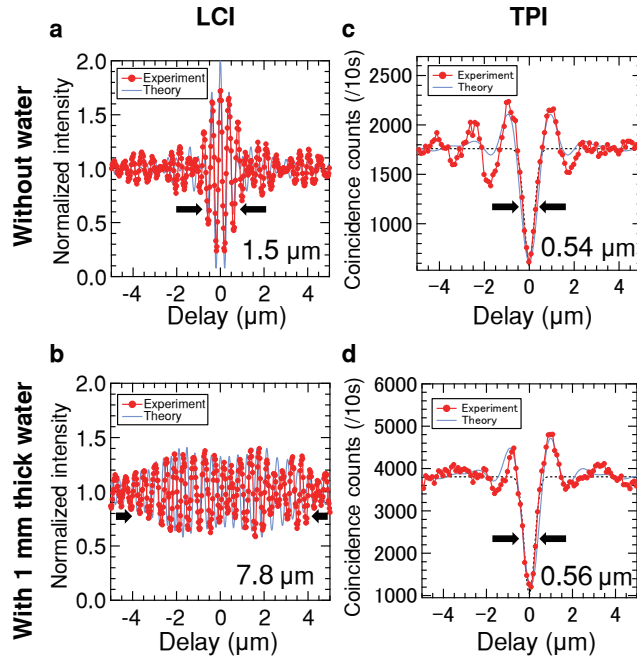 LCI
TPI
Without water
With 1 mm thick water
a
Normalized intensity
2.0
1.5
1.0
0.5
0.0
Experiment
Theory
1.5 μm
−4 −2 0 2 4
Delay (μm)
c
Coincidence counts (/10s)
2500
2000
1500
1000
Experiment
Theory
0.54 μm
−4 −2 0 2 4
Delay (μm)
b
Normalized intensity
2.0
1.5
1.0
0.5
0.0
Experiment
Theory
7.8 μm
-4 -2 0 2 4
Delay (μm)
d
Coincidence counts (/10s)
6000
5000
4000
3000
2000
1000
Experiment
Theory
0.56 μm
−4 −2 0 2 4
Delay (μm)